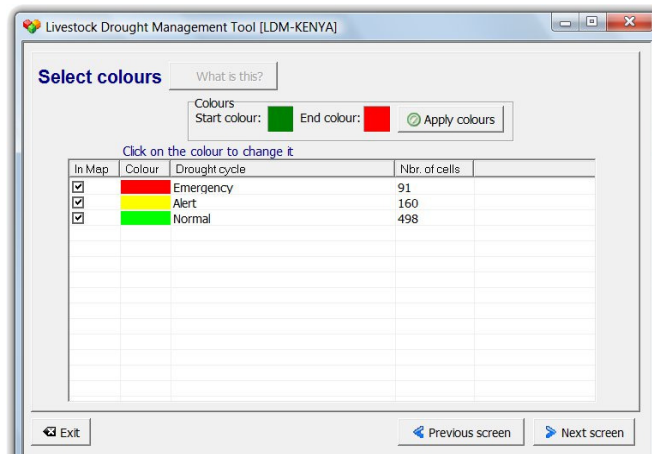 Livestock Drought Management Tool [LDM-KENYA]
Select colours What is this?
Colours
Start colour: End colour: Apply colours
Click on the colour to change it
In Map Colour Drought cycle Nbr. of cells
Emergency 91
Alert 160
Normal 498
Exit Previous screen Next screen